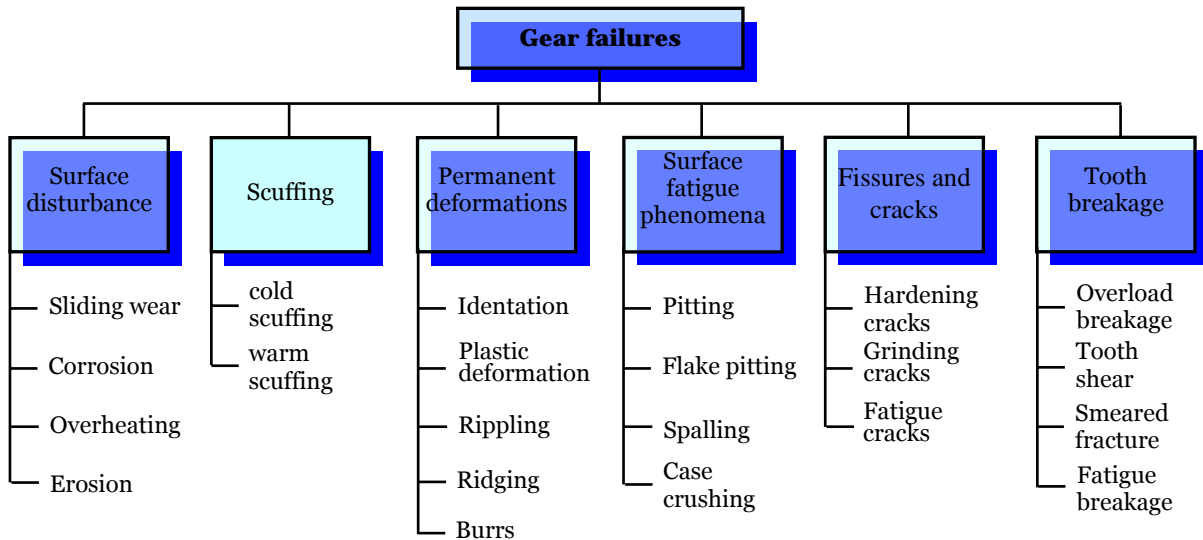 Gear failures
Surface
disturbance
Sliding wear
Corrosion
Overheating
Erosion
Scuffing
cold
scuffing
warm
scuffing
Permanent
deformations
Identation
Plastic
deformation
Rippling
Ridging
Burrs
Surface
fatigue
phenomena
Pitting
Flake pitting
Spalling
Case
crushing
Fissures and
cracks
Hardening
cracks
Grinding
cracks
Fatigue
cracks
Tooth
breakage
Overload
breakage
Tooth
shear
Smeared
fracture
Fatigue
breakage